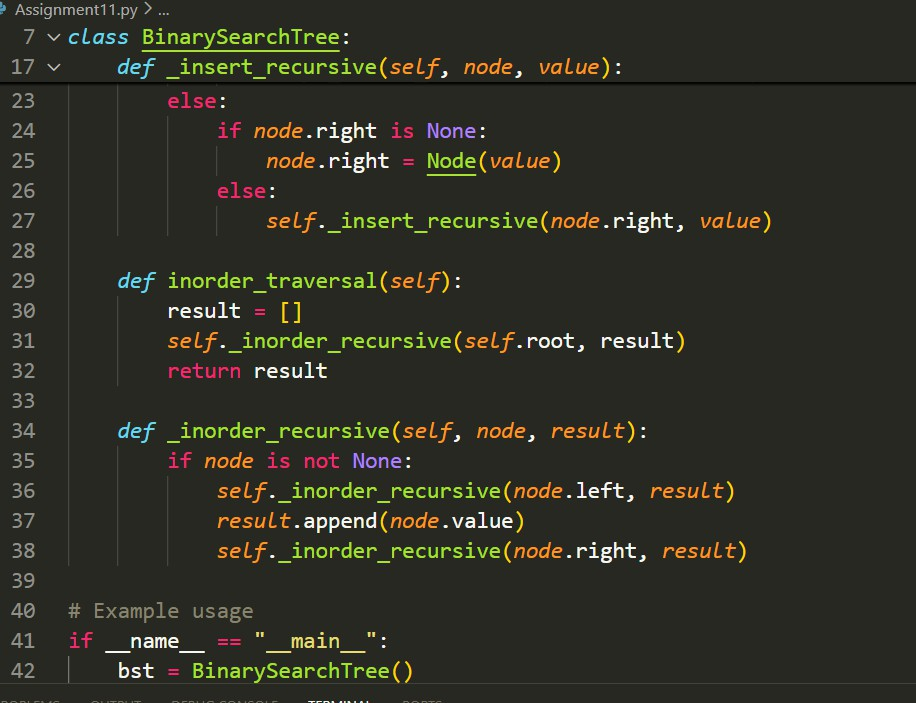 Assignment11.py > ...
7 class BinarySearchTree:
17     def _insert_recursive(self, node, value):
23         else:
24             if node.right is None:
25                 node.right = Node(value)
26             else:
27                 self._insert_recursive(node.right, value)
28
29     def inorder_traversal(self):
30         result = []
31         self._inorder_recursive(self.root, result)
32         return result
33
34     def _inorder_recursive(self, node, result):
35         if node is not None:
36             self._inorder_recursive(node.left, result)
37             result.append(node.value)
38             self._inorder_recursive(node.right, result)
39
40 # Example usage
41 if __name__ == "__main__":
42     bst = BinarySearchTree()